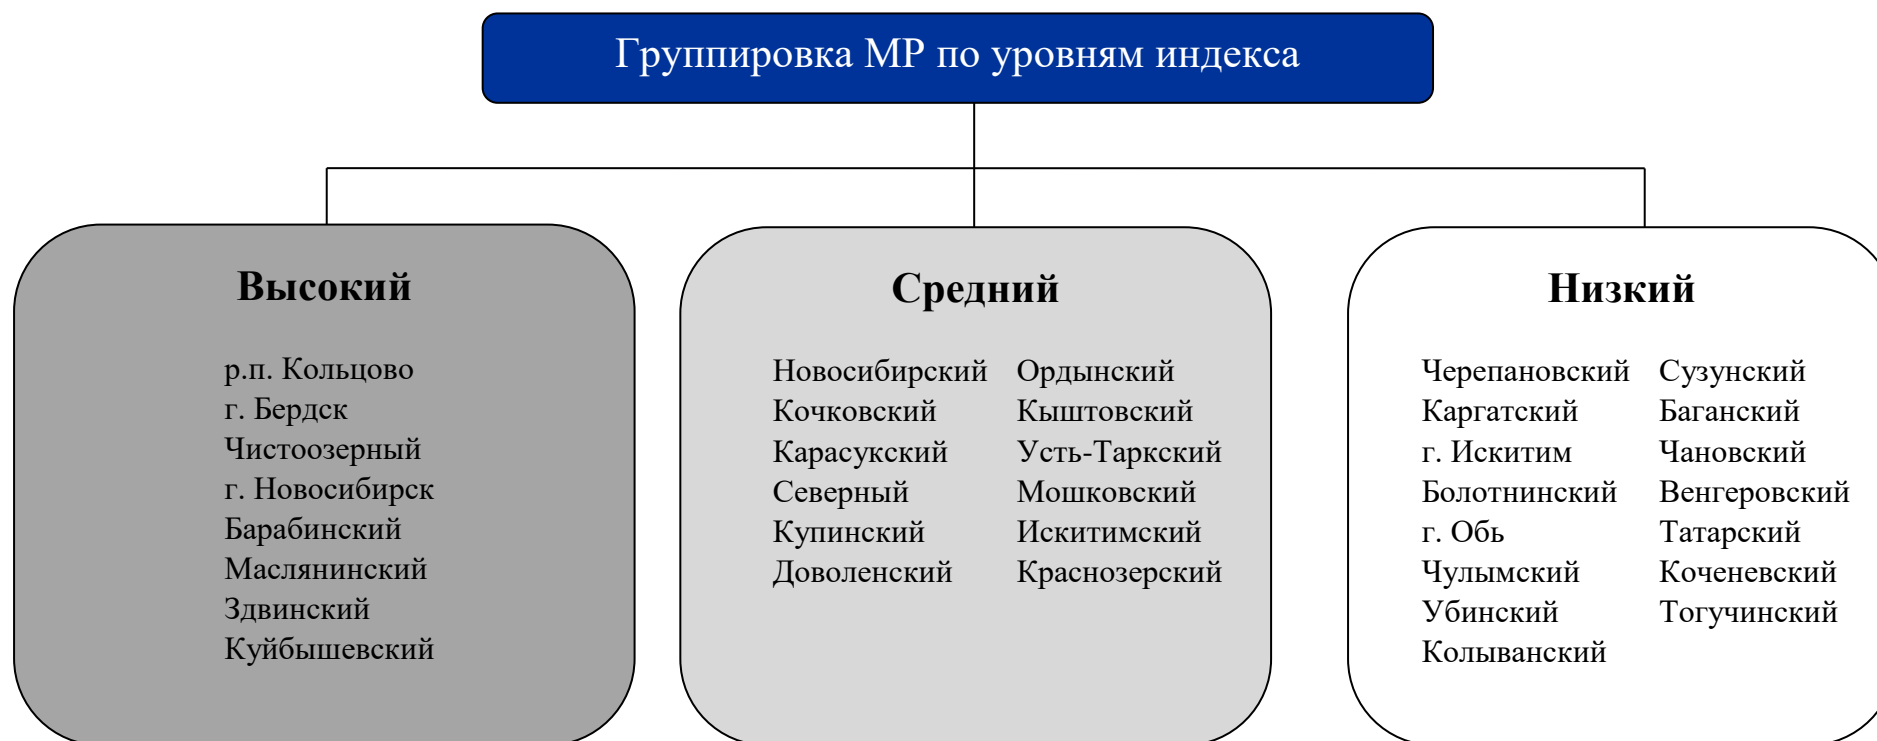 Группировка МР по уровням индекса
Высокий
р.п. Кольцово
г. Бердск
Чистоозерный
г. Новосибирск
Барабинский
Маслянинский
Здвинский
Куйбышевский
Средний
Новосибирский
Кочковский
Карасукский
Северный
Купинский
Доволенский
Ордынский
Кыштовский
Усть-Таркский
Мошковский
Искитимский
Краснозерский
Низкий
Черепановский
Каргатский
г. Искитим
Болотнинский
г. Обь
Чулымский
Убинский
Колыванский
Сузунский
Баганский
Чановский
Венгеровский
Татарский
Коченевский
Тогучинский